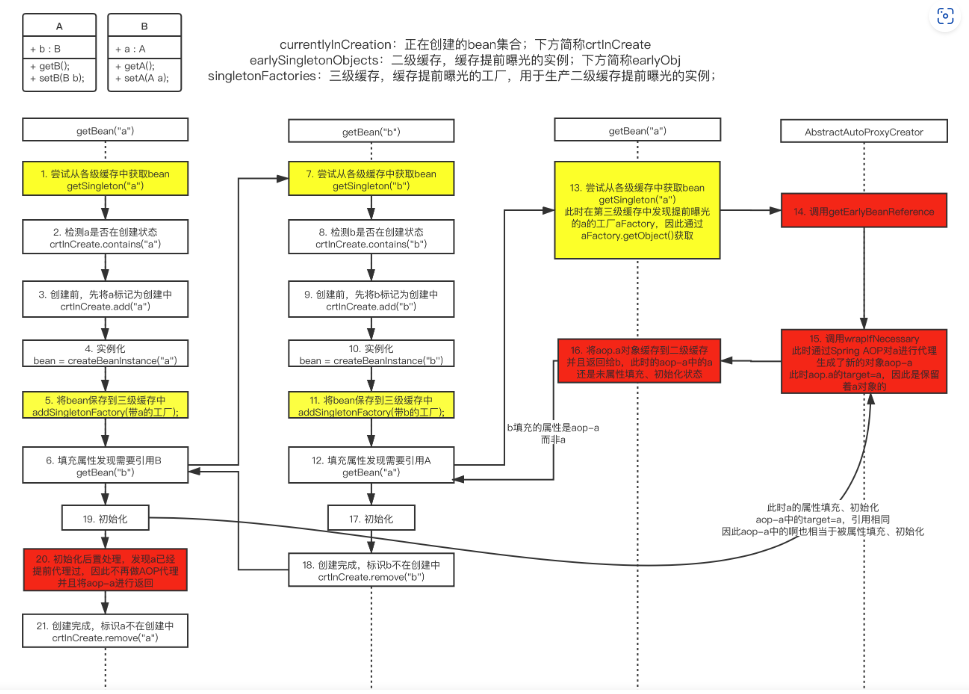 A
B
+ b : B
+ a : A
+ getB();
+ setB(B b);
+ getA();
+ setA(A a);
currentlyInCreation：正在创建的bean集合；下方简称crtInCreate
earlySingletonObjects：二级缓存，缓存提前曝光的实例；下方简称earlyObj
singletonFactories：三级缓存，缓存提前曝光的工厂，用于生产二级缓存提前曝光的实例；
getBean("a")
getBean("b")
getBean("a")
AbstractAutoProxyCreator
1. 尝试从各级缓存中获取bean
getSingleton("a")
2. 检测a是否在创建状态
crtInCreate.contains("a")
3. 创建前，先将a标记为创建中
crtInCreate.add("a")
4. 实例化
bean = createBeanInstance("a")
5. 将bean保存到三级缓存中
addSingletonFactory(带a的工厂);
6. 填充属性发现需要引用B
getBean("b")
7. 尝试从各级缓存中获取bean
getSingleton("b")
8. 检测b是否在创建状态
crtInCreate.contains("b")
9. 创建前，先将b标记为创建中
crtInCreate.add("b")
10. 实例化
bean = createBeanInstance("b")
11. 将bean保存到三级缓存中
addSingletonFactory(带b的工厂);
12. 填充属性发现需要引用A
getBean("a")
13. 尝试从各级缓存中获取bean
getSingleton("a")
此时在第三级缓存中发现提前曝光
的a的工厂aFactory，因此通过
aFactory.getObject()获取
14. 调用getEarlyBeanReference
15. 调用wrapIfNecessary
此时通过Spring AOP对a进行代理
生成了新的对象aop-a
此时aop.a的target=a，因此是保留
着a对象的
16. 将aop.a对象缓存到二级缓存
并且返回给b，此时的aop-a中的a
还是未属性填充、初始化状态
b填充的属性是aop-a
而非a
17. 初始化
18. 创建完成，标识b不在创建中
crtInCreate.remove("b")
19. 初始化
此时a的属性填充、初始化
aop-a中的target=a，引用相同
因此aop-a中的啊也相当于被属性填充、初始化
20. 初始化后置处理，发现a已经
提前代理过，因此不再做AOP代理
并且将aop-a进行返回
21. 创建完成，标识a不在创建中
crtInCreate.remove("a")